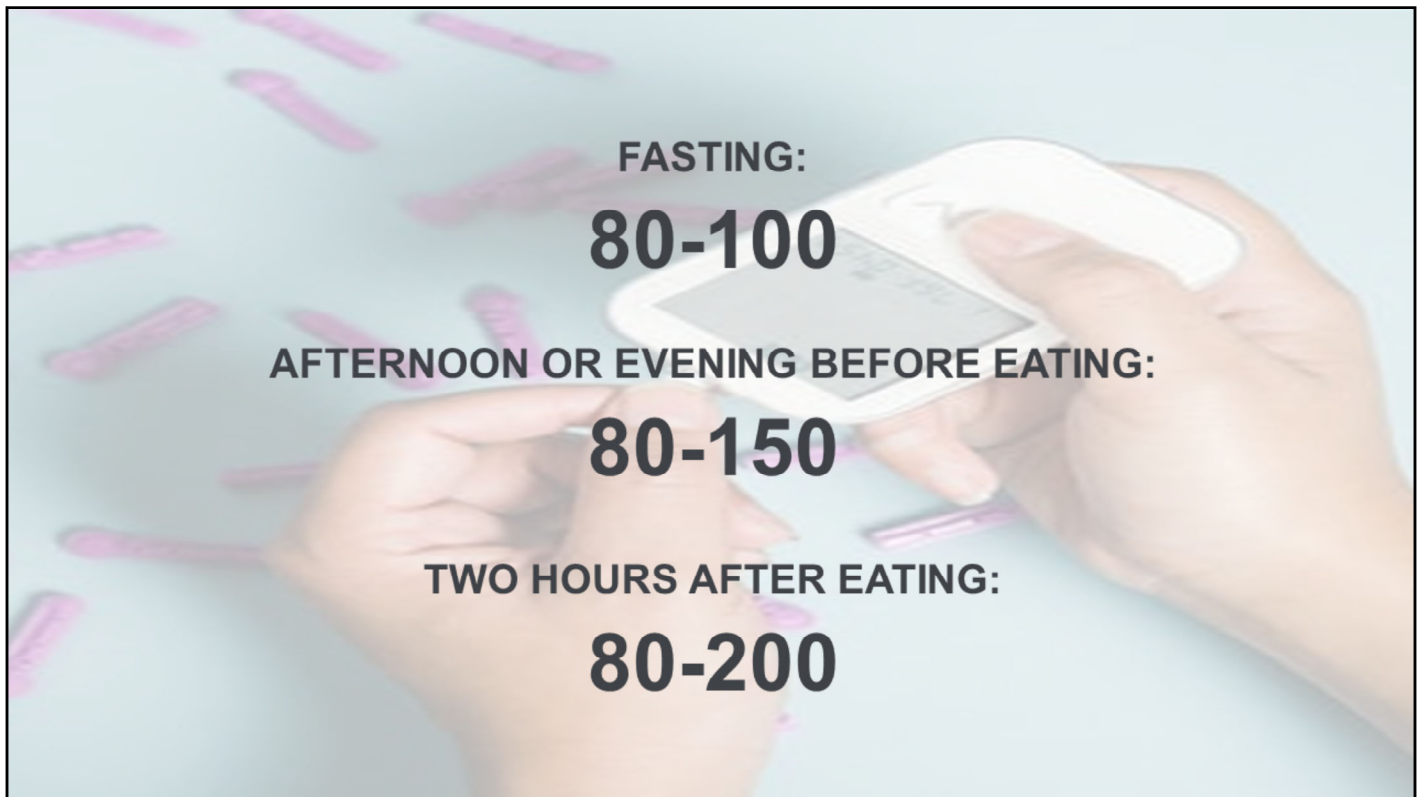 FASTING:
80-100
AFTERNOON OR EVENING BEFORE EATING:
80-150
TWO HOURS AFTER EATING:
80-200